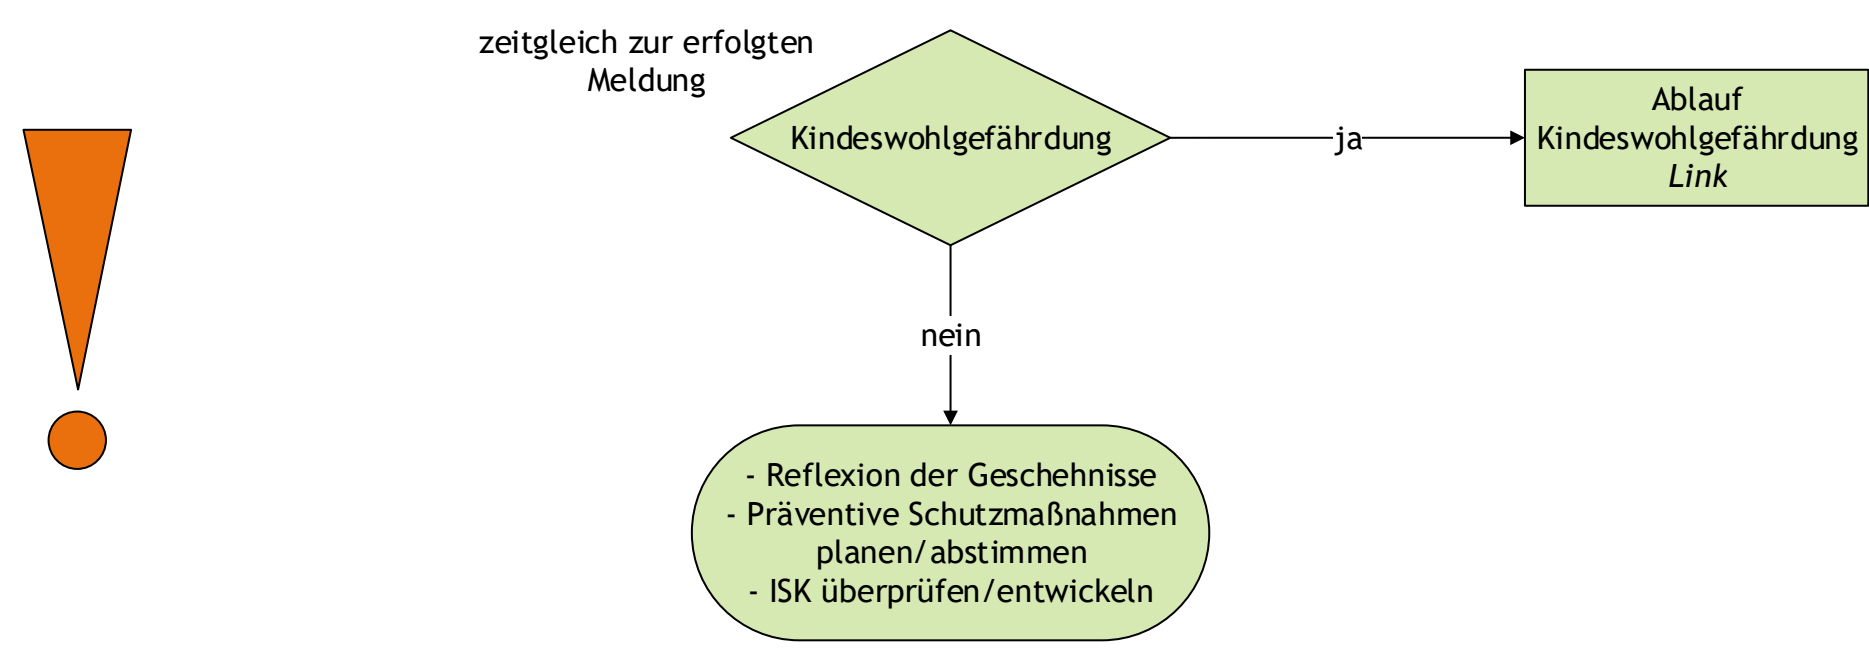 zeitgleich zur erfolgten
Meldung
Kindeswohlgefährdung
ja
Ablauf
Kindeswohlgefährdung
Link
nein
- Reflexion der Geschehnisse
- Präventive Schutzmaßnahmen
planen/abstimmen
- ISK überprüfen/entwickeln